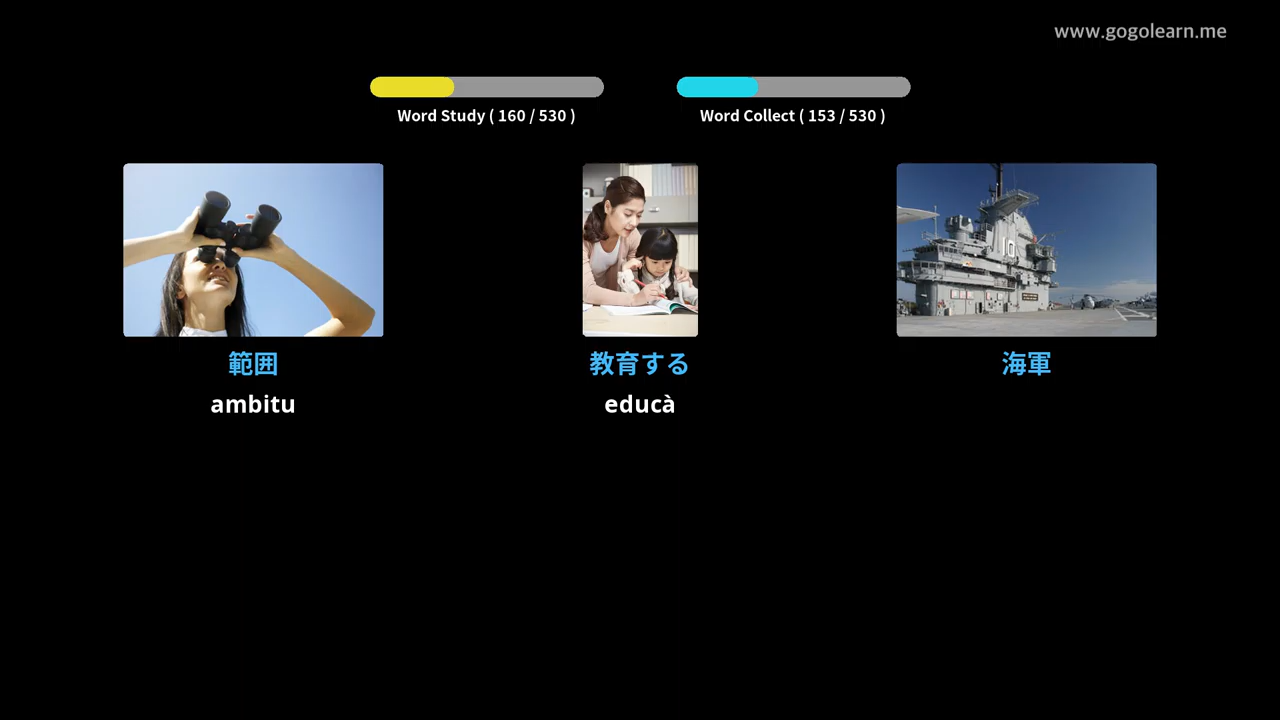 www.gogolearn.me
Word Study ( 160 / 530 )
Word Collect ( 153 / 530 )
範囲
教育する
海軍
ambitu
educà
10